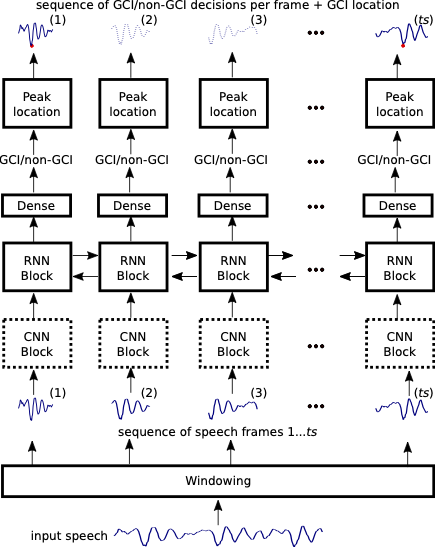 sequence of GCI/non-GCI decisions per frame + GCI location
(1) (2) (3) ••• (ts)
Peak location Peak location Peak location ••• Peak location
GCI/non-GCI GCI/non-GCI GCI/non-GCI ••• GCI/non-GCI
Dense Dense Dense ••• Dense
RNN Block RNN Block RNN Block ••• RNN Block
CNN Block CNN Block CNN Block ••• CNN Block
(1) (2) (3) ••• (ts)
sequence of speech frames 1...ts
Windowing
input speech